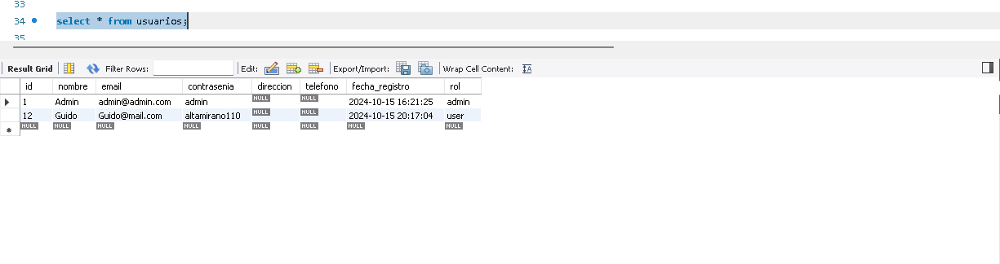 33
34 select * from usuarios;
35
Result Grid Filter Rows: Edit: Export/Import: Wrap Cell Content:
id nombre email contrasenia direccion telefono fecha_registro rol
1 Admin admin@admin.com admin NULL NULL 2024-10-15 16:21:25 admin
12 Guido Guido@mail.com altamirano110 NULL NULL 2024-10-15 20:17:04 user
NULL NULL NULL NULL NULL NULL NULL NULL